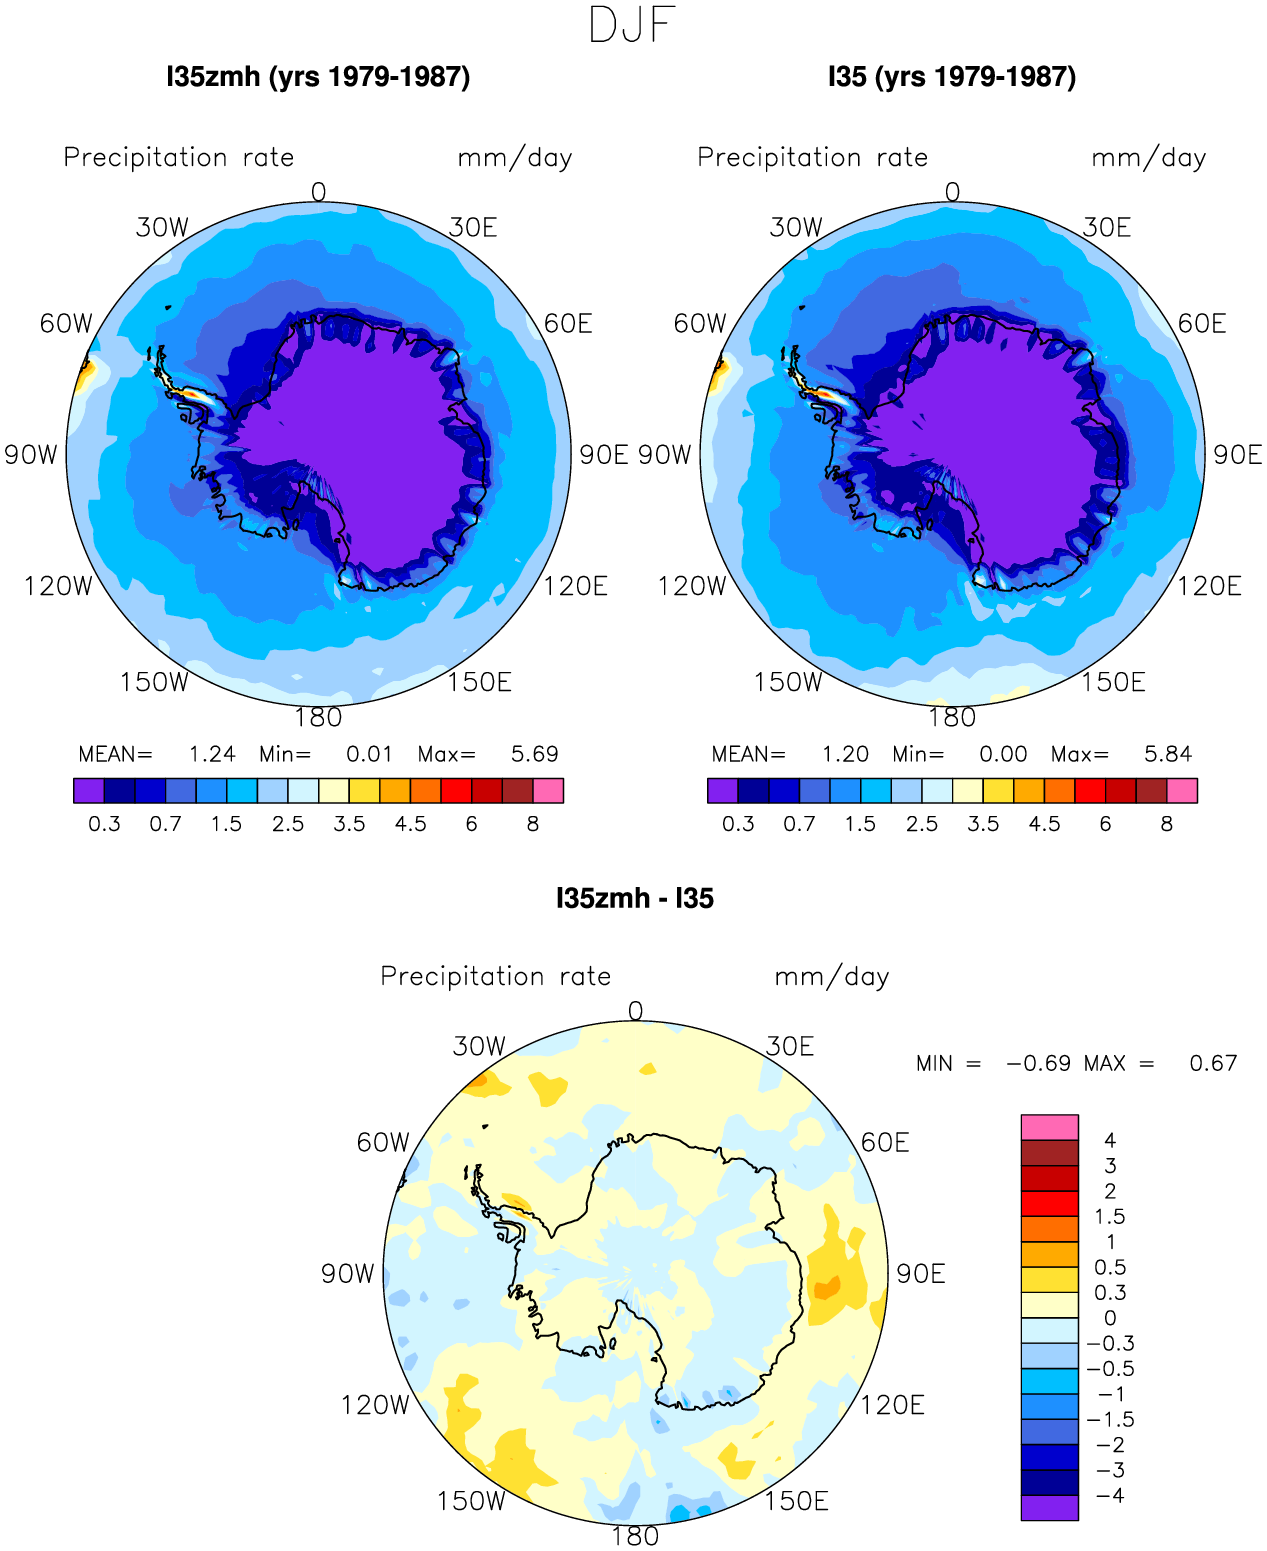 DJF
l35zmh (yrs 1979-1987) l35 (yrs 1979-1987)
Precipitation rate mm/day Precipitation rate mm/day
0 0
30W 30E 30W 30E
60W 60E 60W 60E
90W 90E 90W 90E
120W 120E 120W 120E
150W 150E 150W 150E
180 180
MEAN= 1.24 Min= 0.01 Max= 5.69 MEAN= 1.20 Min= 0.00 Max= 5.84
0.3 0.7 1.5 2.5 3.5 4.5 6 8 0.3 0.7 1.5 2.5 3.5 4.5 6 8
l35zmh - l35
Precipitation rate mm/day
0
30W 30E
MIN = -0.69 MAX = 0.67
60W 60E
90W 90E
120W 120E
150W 150E
180
4
3
2
1.5
1
0.5
0.3
0
-0.3
-0.5
-1
-1.5
-2
-3
-4